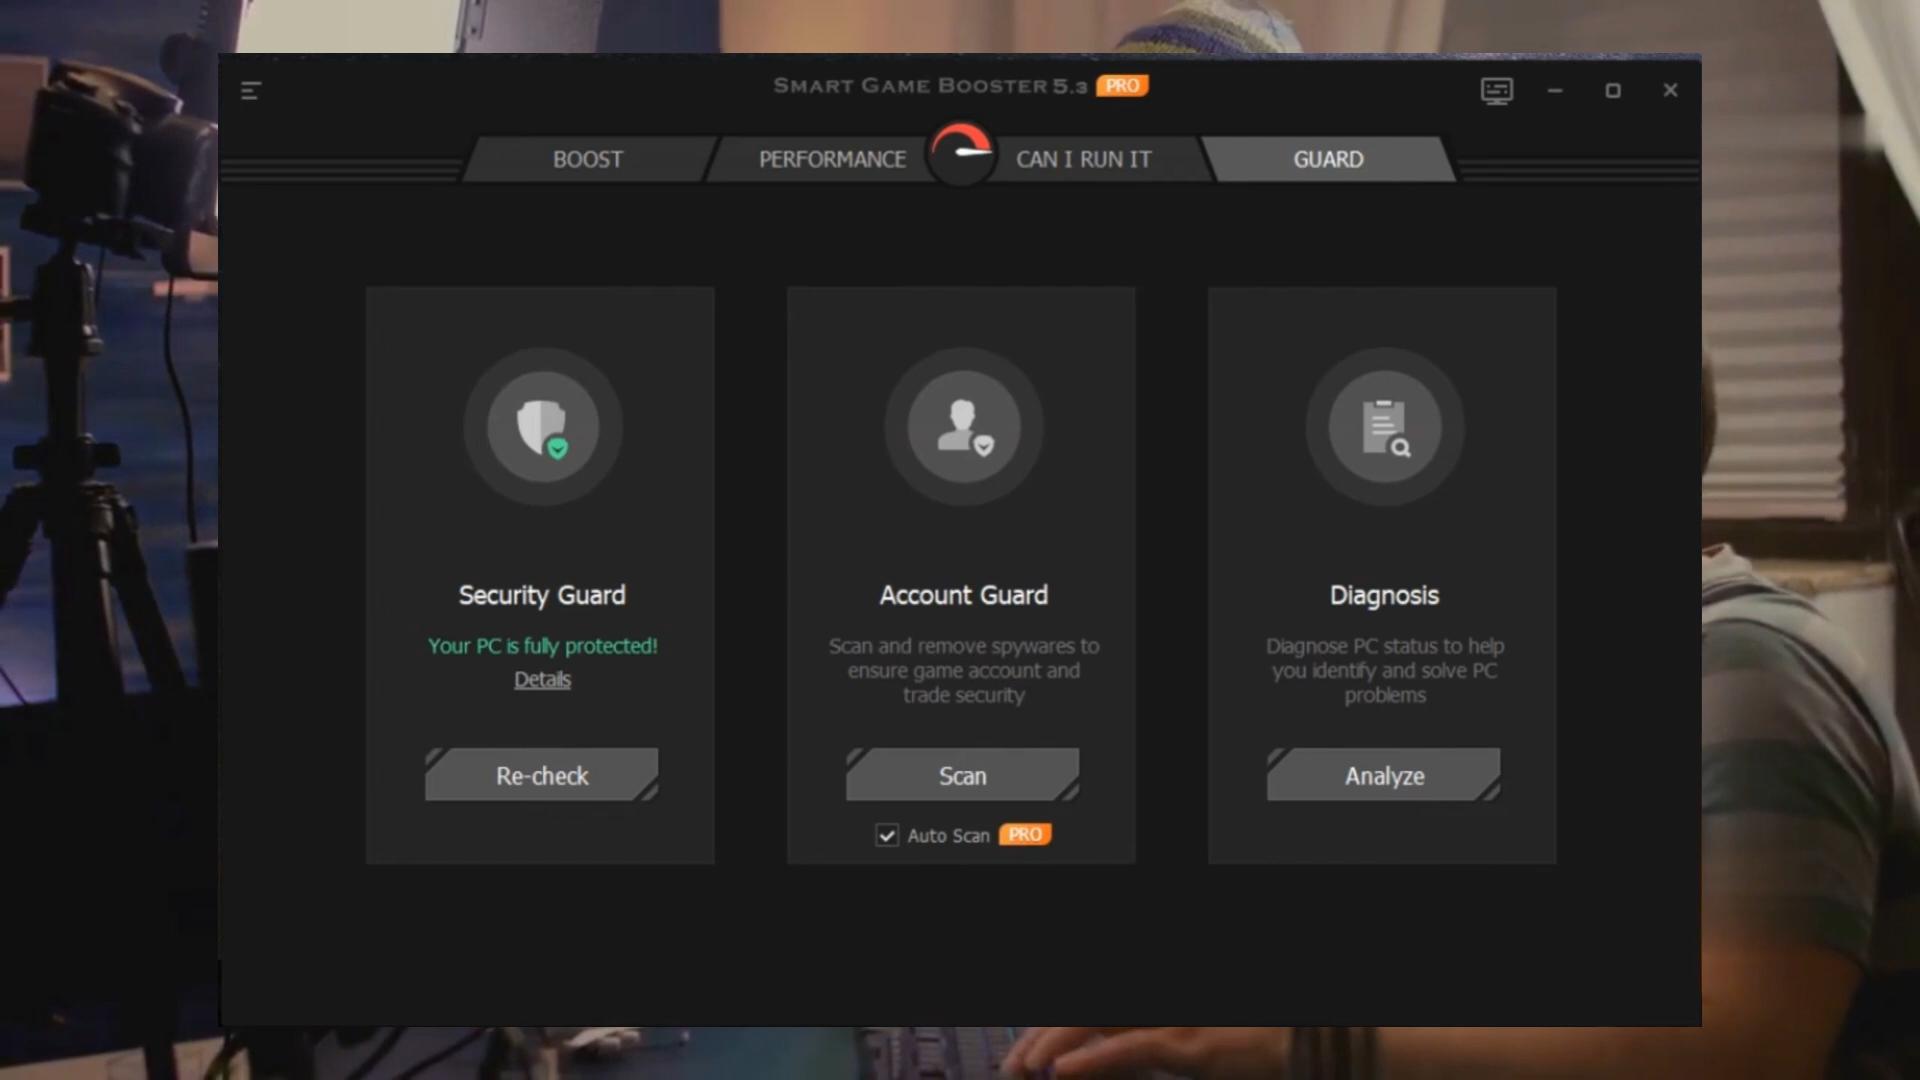 SMART GAME BOOSTER 5.3 PRO
BOOST
PERFORMANCE
CAN I RUN IT
GUARD
Security Guard
Your PC is fully protected!
Details
Re-check
Account Guard
Scan and remove spywares to
ensure game account and
trade security
Scan
Auto Scan PRO
Diagnosis
Diagnose PC status to help
you identify and solve PC
problems
Analyze